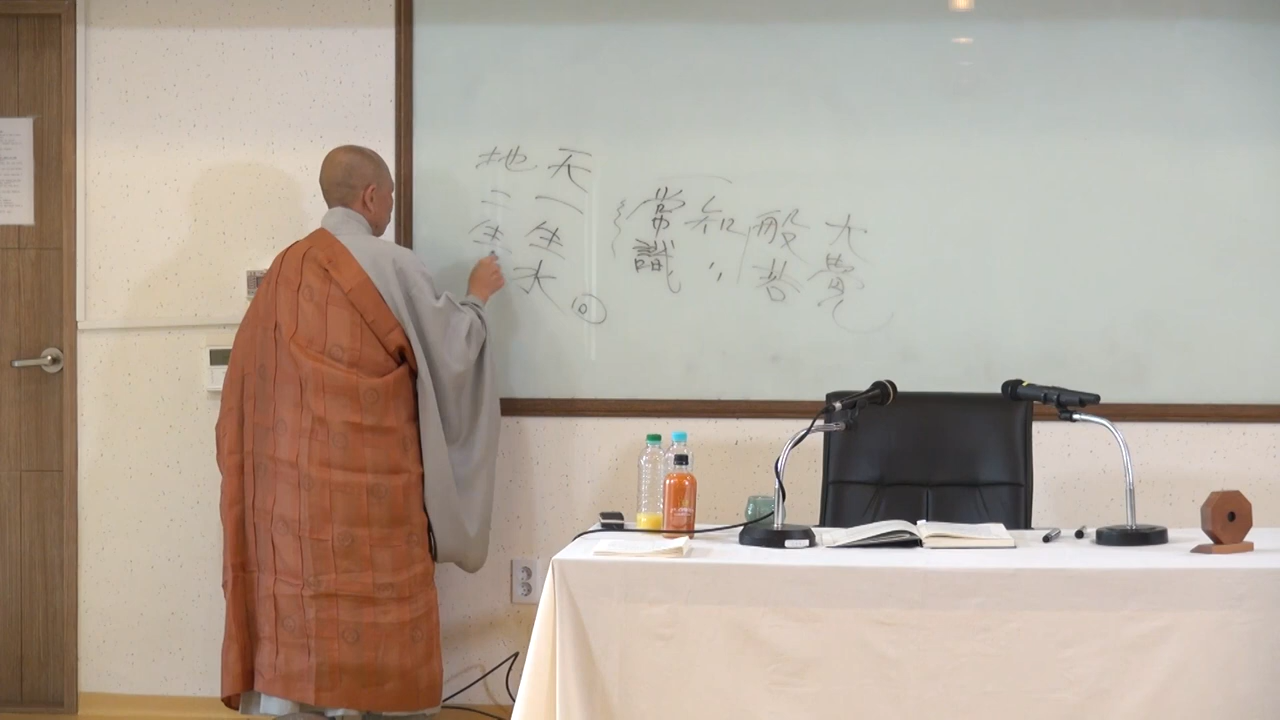 大覺
般若
知〃
常識
天一生水
地二生